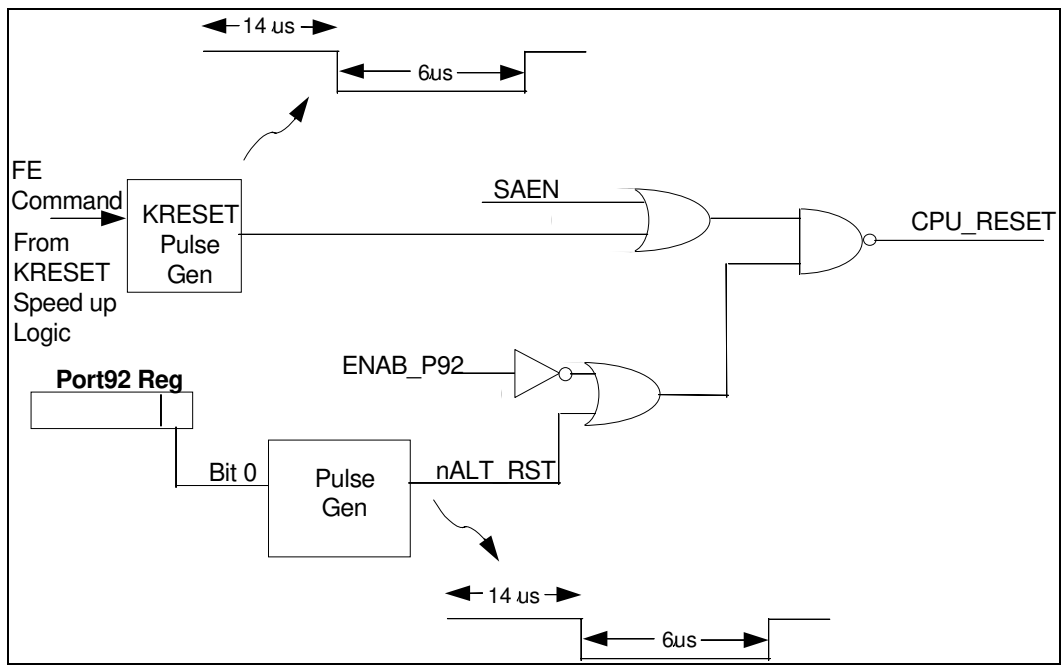 14 us
6us
FE
Command
From
KRESET
Speed up
Logic
KRESET
Pulse
Gen
SAEN
CPU_RESET
ENAB_P92
Port92 Reg
Bit 0
Pulse
Gen
nALT_RST
14 us
6us